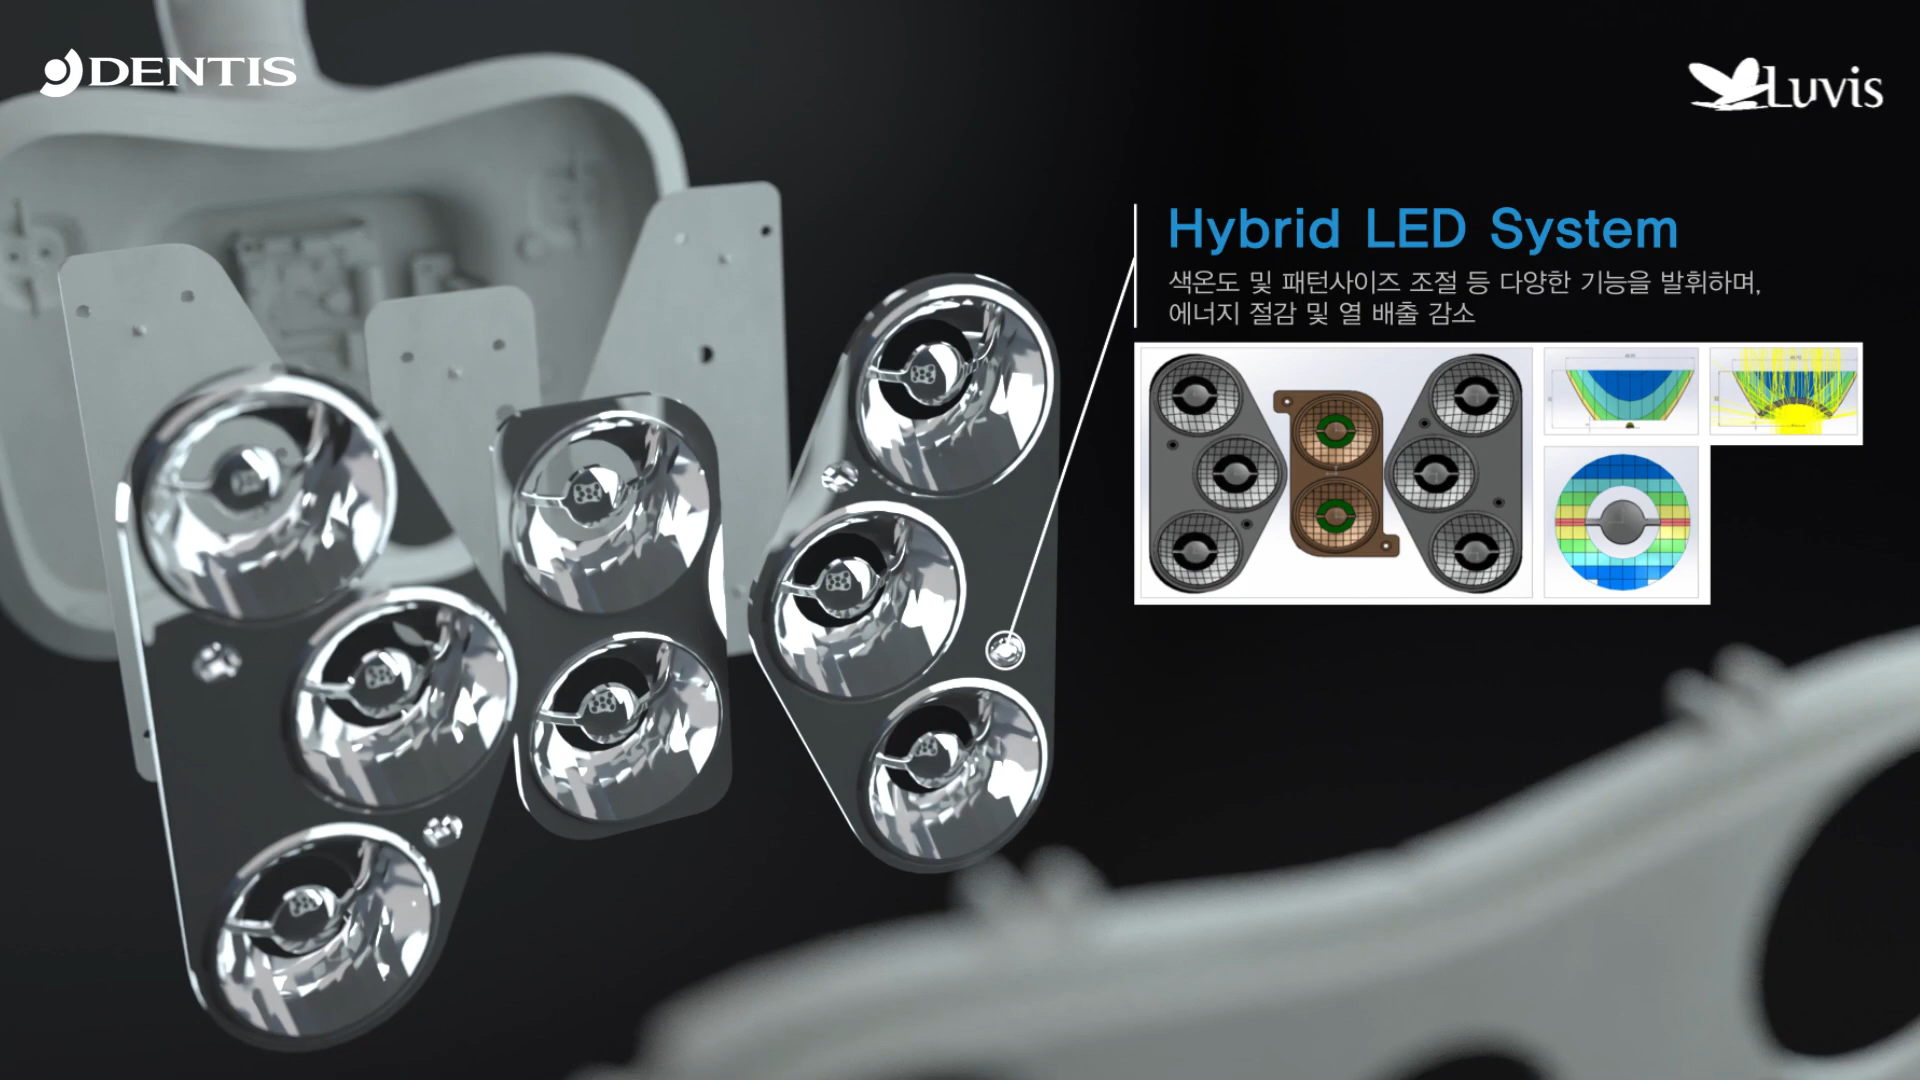 DENTIS
Luvis
Hybrid LED System
색온도 및 패턴사이즈 조절 등 다양한 기능을 발휘하며,
에너지 절감 및 열 배출 감소